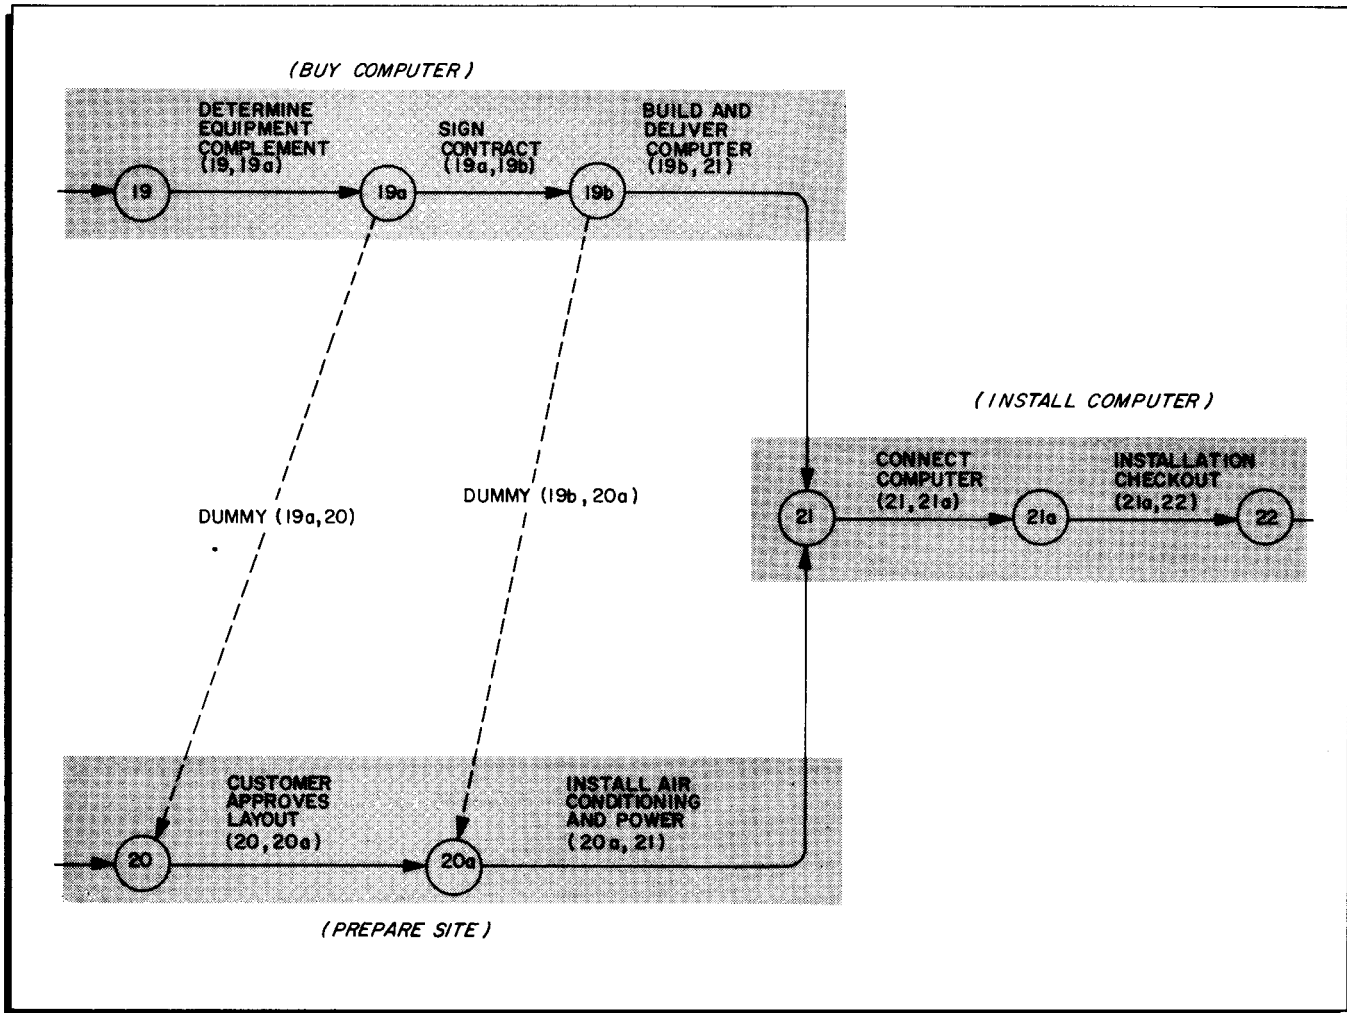 (BUY COMPUTER)
DETERMINE
EQUIPMENT
COMPLEMENT
(19,19a)
SIGN
CONTRACT
(19a,19b)
BUILD AND
DELIVER
COMPUTER
(19b,21)
19
19a
19b
DUMMY (19a,20)
DUMMY (19b,20a)
(INSTALL COMPUTER)
CONNECT
COMPUTER
(21,21a)
INSTALLATION
CHECKOUT
(21a,22)
21
21a
22
CUSTOMER
APPROVES
LAYOUT
(20,20a)
INSTALL AIR
CONDITIONING
AND POWER
(20a,21)
20
20a
(PREPARE SITE)